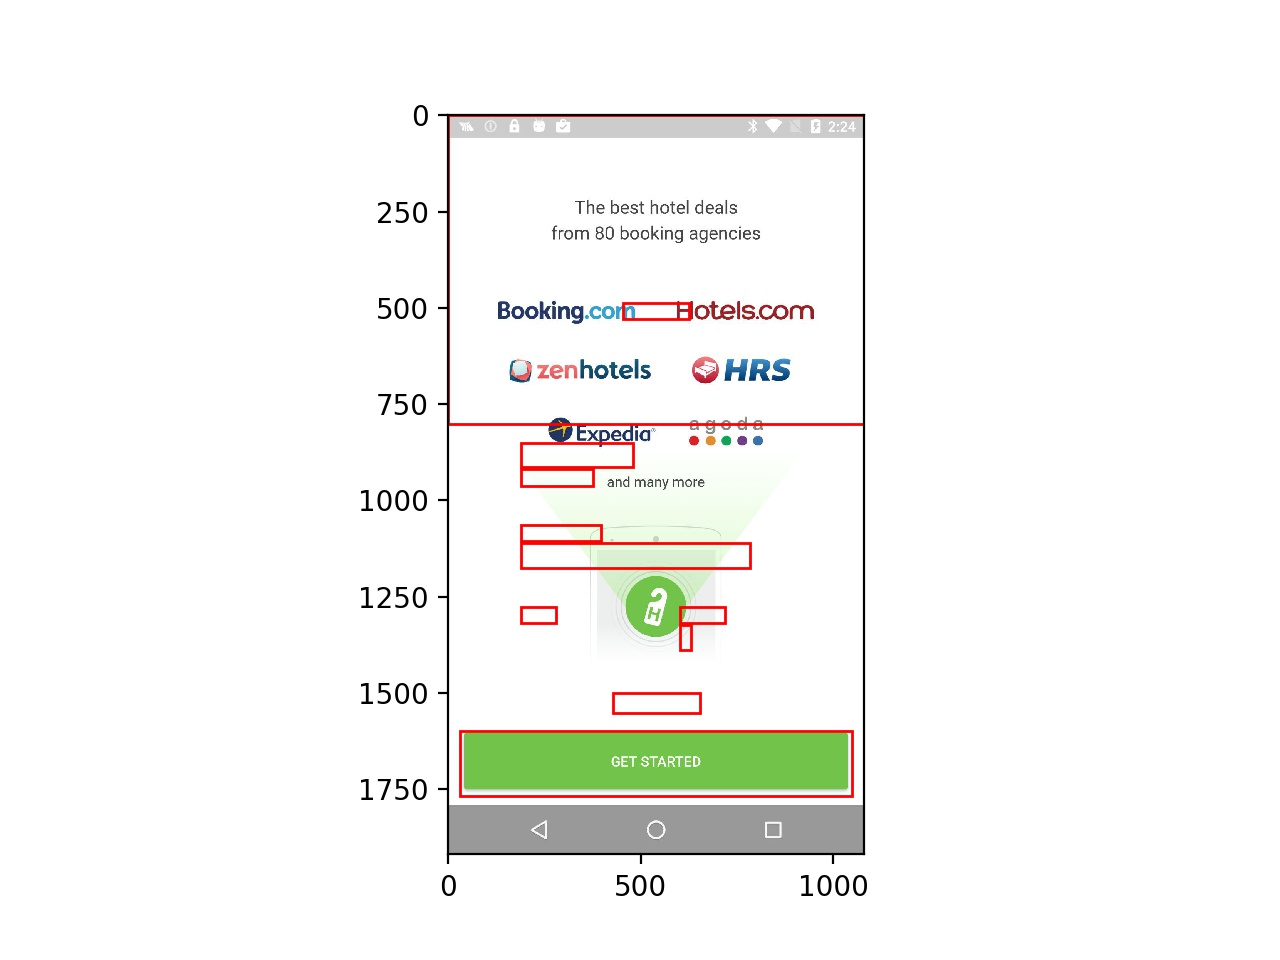 0
250
500
750
1000
1250
1500
1750
0 500 1000
2:24
The best hotel deals
from 80 booking agencies
Booking.com Hotels.com
zenhotels HRS
Expedia® agoda
and many more
H
GET STARTED